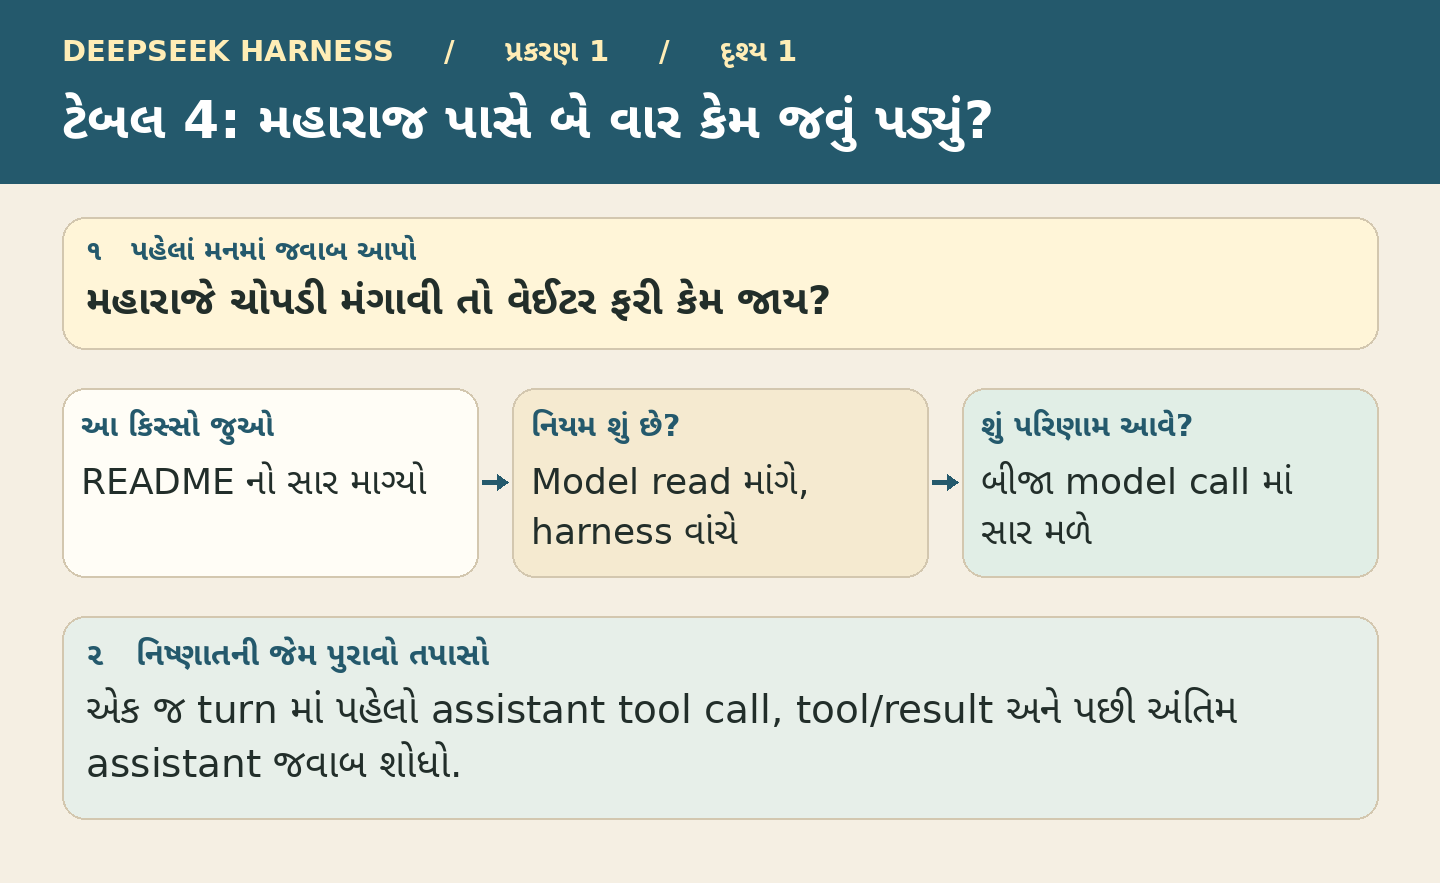 DEEPSEEK HARNESS / પ્રકરણ 1 / દૃશ્ય 1
ટેબલ 4: મહારાજ પાસે બે વાર કેમ જવું પડ્યું?
૧ પહેલાં મનમાં જવાબ આપો
મહારાજે ચોપડી મંગાવી તો વેઈટર ફરી કેમ જાય?
આ કિસ્સો જુઓ
README નો સાર માગ્યો
નિયમ શું છે?
Model read માંગે,
harness વાંચે
શું પરિણામ આવે?
બીજા model call માં
સાર મળે
૨ નિષ્ણાતની જેમ પુરાવો તપાસો
એક જ turn માં પહેલો assistant tool call, tool/result અને પછી અંતિમ
assistant જવાબ શોધો.